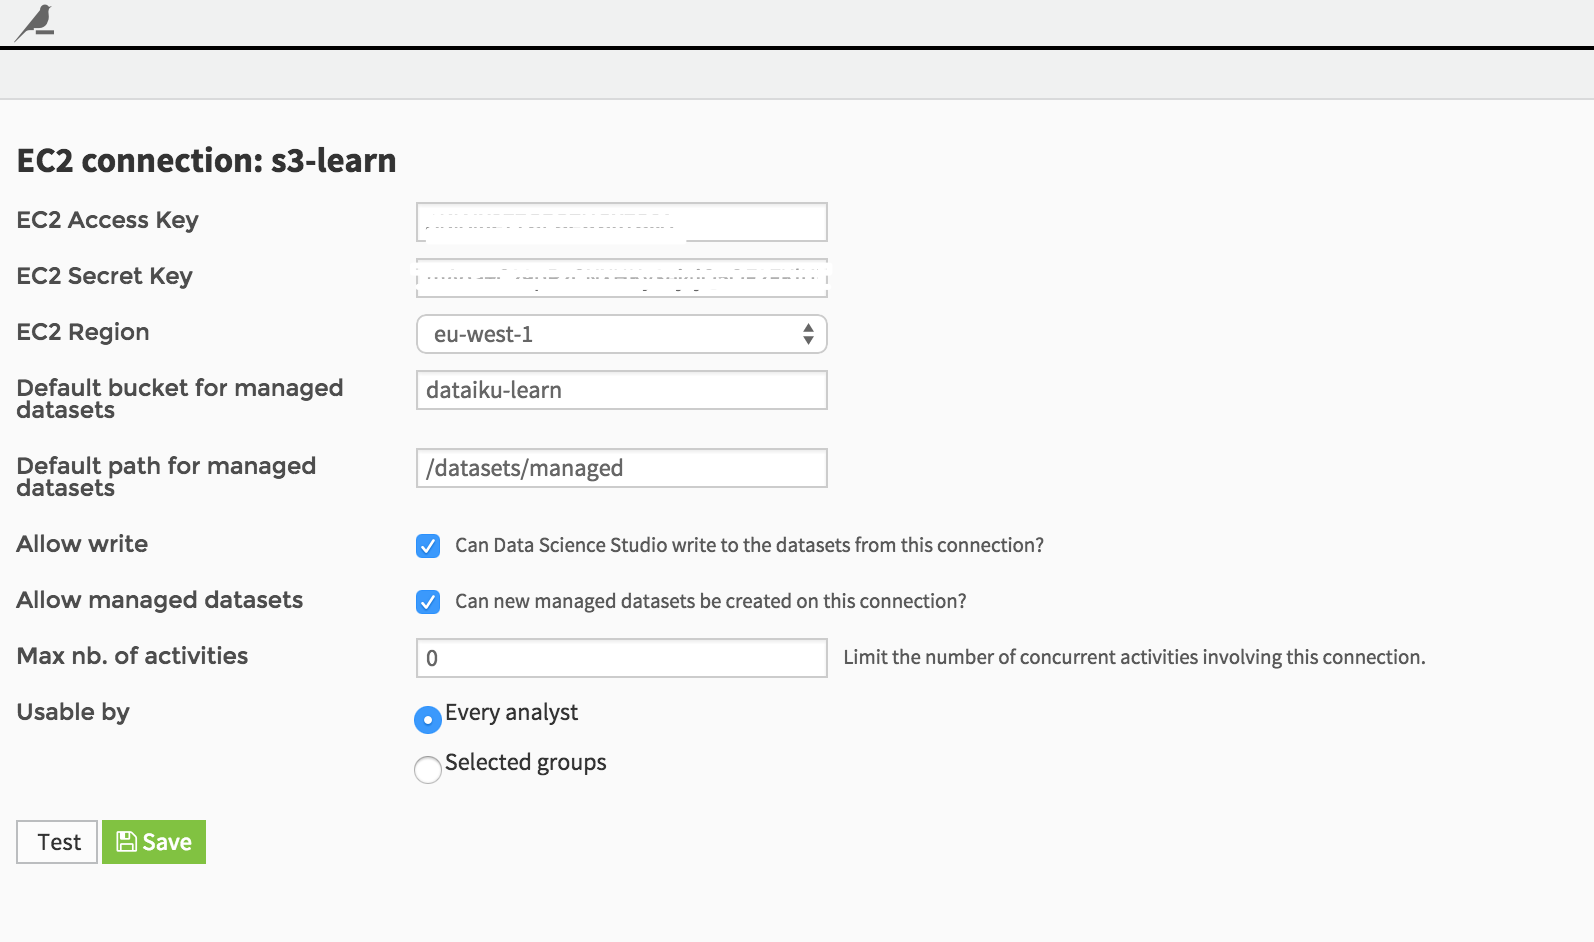 EC2 connection: s3-learn
EC2 Access Key
EC2 Secret Key
EC2 Region
eu-west-1
Default bucket for managed
datasets
dataiku-learn
Default path for managed
datasets
/datasets/managed
Allow write
Can Data Science Studio write to the datasets from this connection?
Allow managed datasets
Can new managed datasets be created on this connection?
Max nb. of activities
0
Limit the number of concurrent activities involving this connection.
Usable by
Every analyst
Selected groups
Test
Save